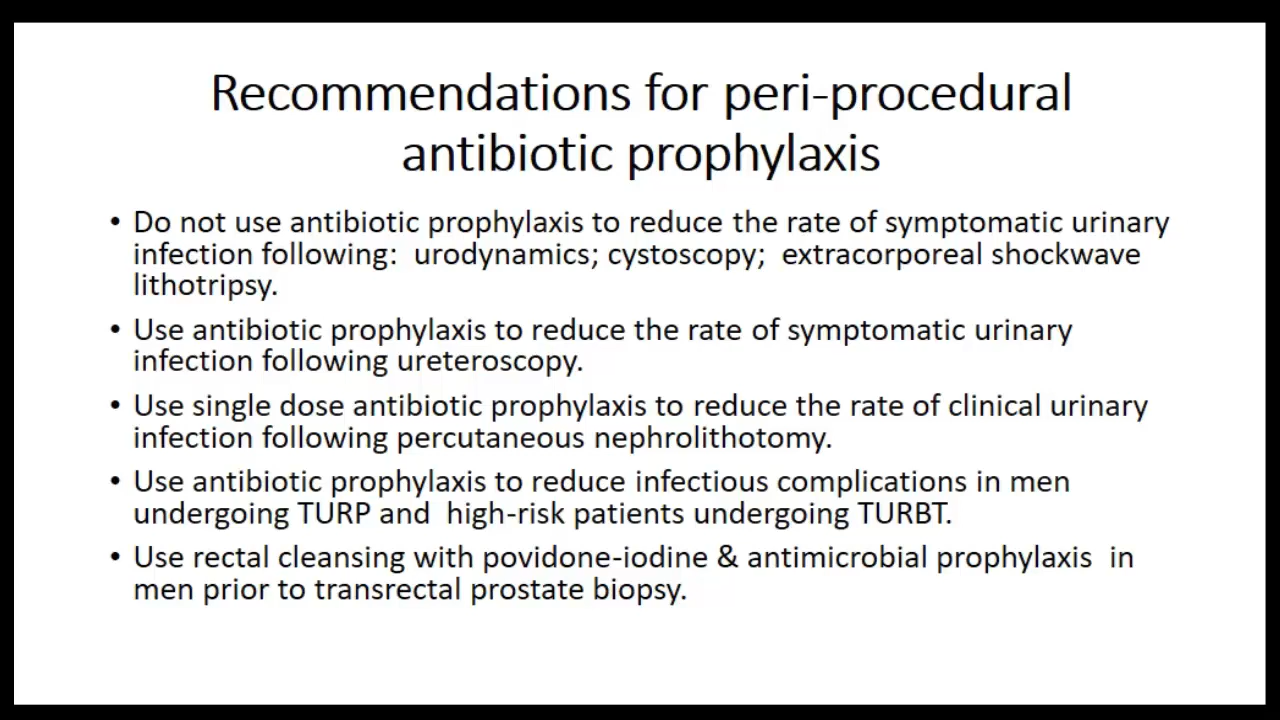 Recommendations for peri-procedural
antibiotic prophylaxis
• Do not use antibiotic prophylaxis to reduce the rate of symptomatic urinary
infection following:  urodynamics; cystoscopy;  extracorporeal shockwave
lithotripsy.
• Use antibiotic prophylaxis to reduce the rate of symptomatic urinary
infection following ureteroscopy.
• Use single dose antibiotic prophylaxis to reduce the rate of clinical urinary
infection following percutaneous nephrolithotomy.
• Use antibiotic prophylaxis to reduce infectious complications in men
undergoing TURP and  high-risk patients undergoing TURBT.
• Use rectal cleansing with povidone-iodine & antimicrobial prophylaxis  in
men prior to transrectal prostate biopsy.